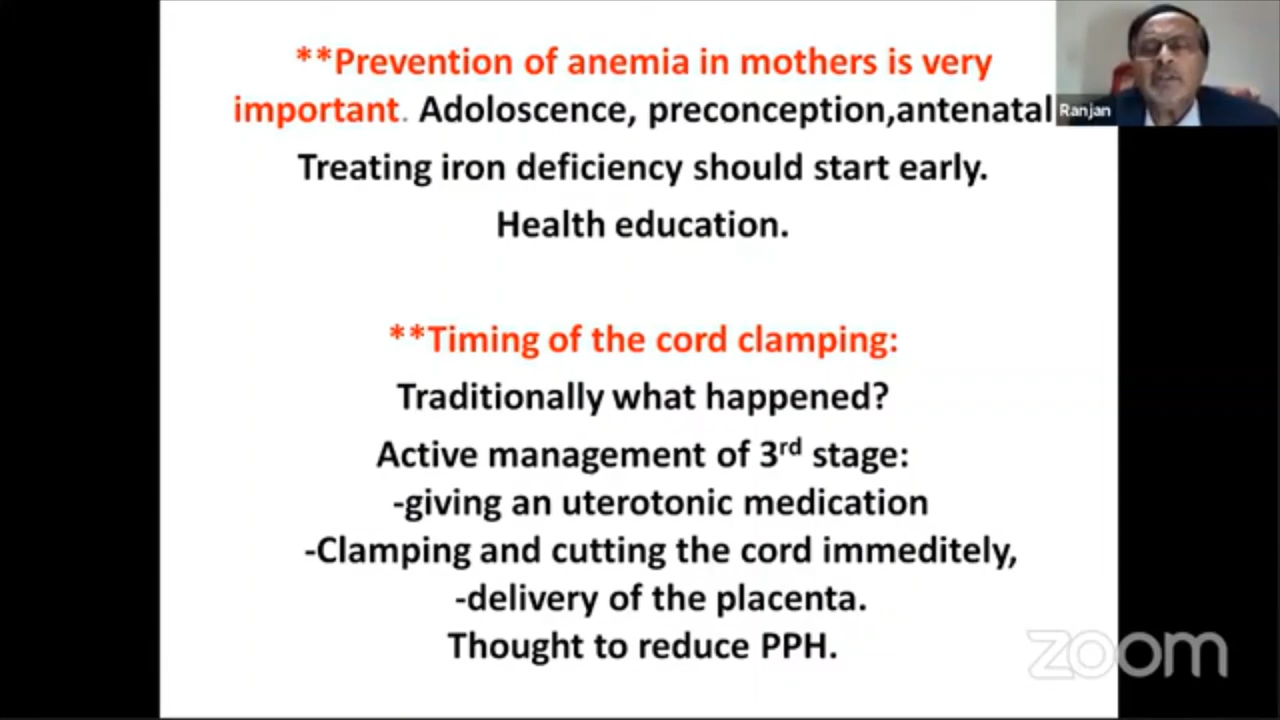 **Prevention of anemia in mothers is very
important. Adoloscence, preconception,antenatal
Ranjan
Treating iron deficiency should start early.
Health education.
**Timing of the cord clamping:
Traditionally what happened?
Active management of 3rd stage:
-giving an uterotonic medication
-Clamping and cutting the cord immeditely,
-delivery of the placenta.
Thought to reduce PPH.
zoom